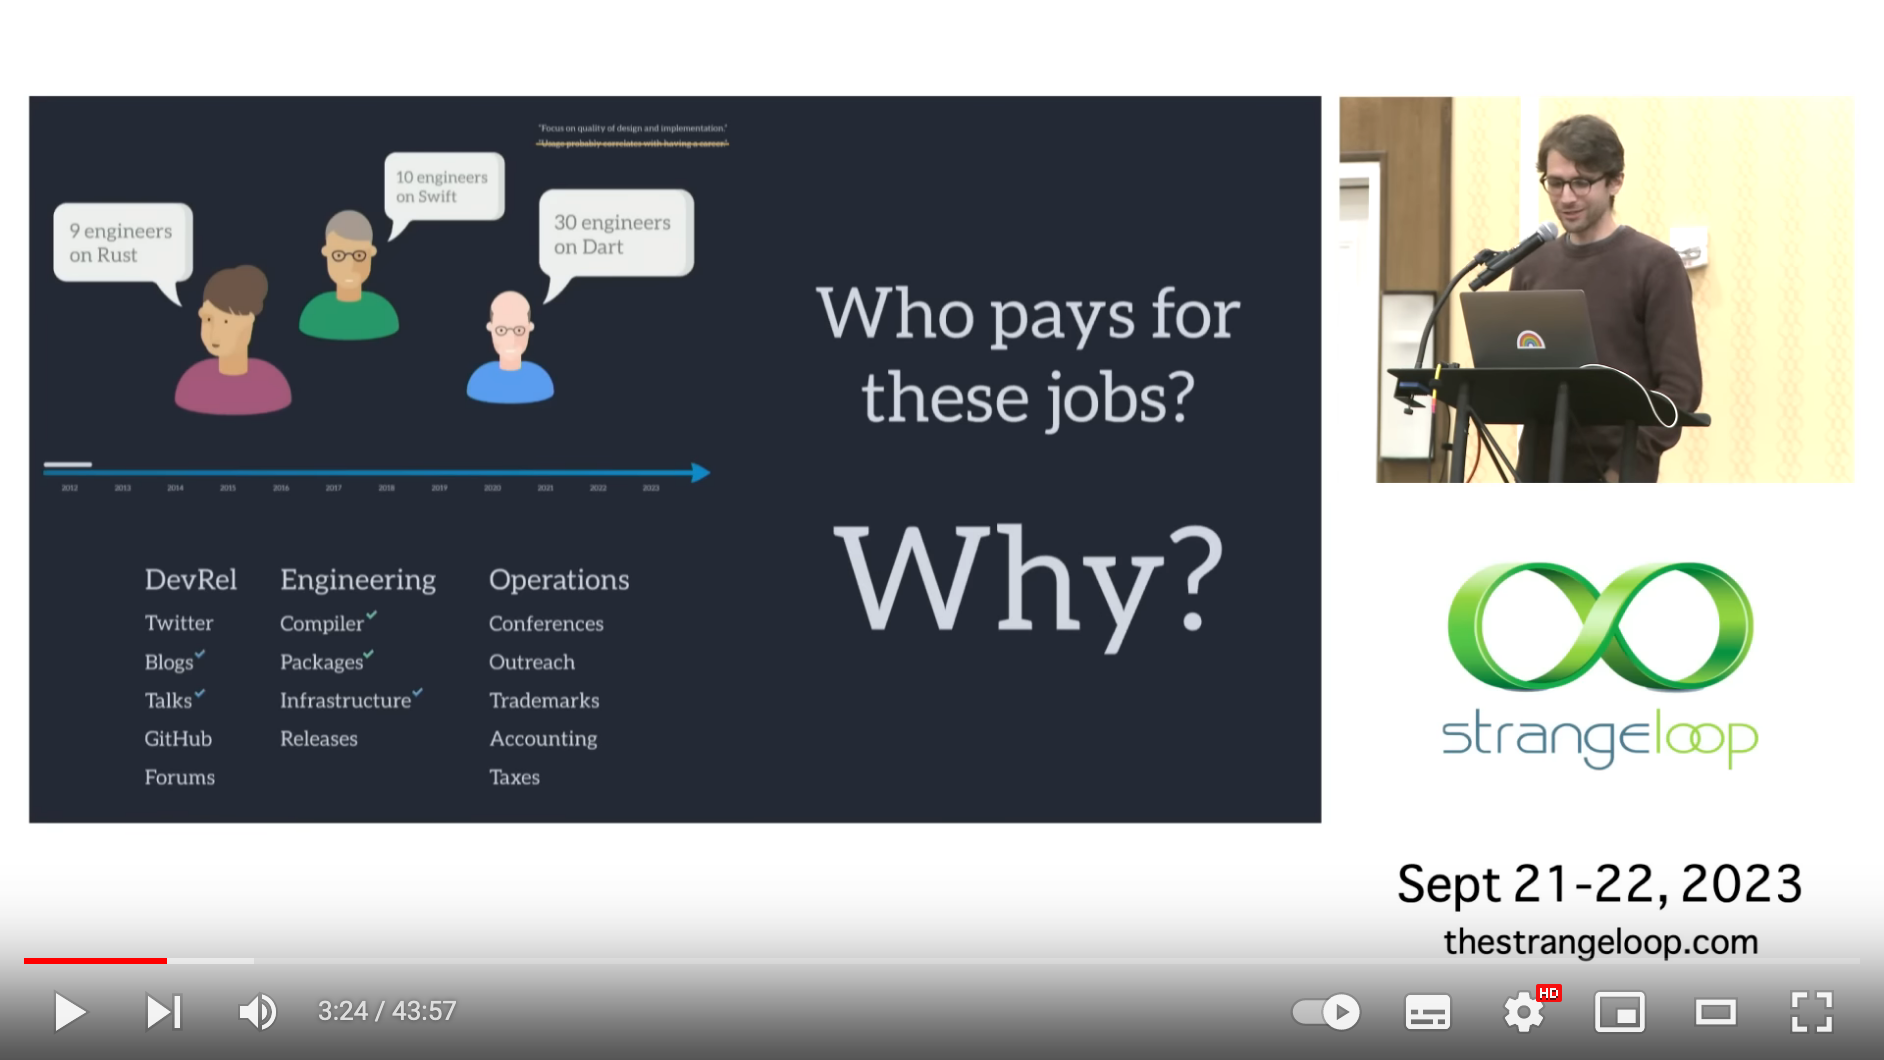 "Focus on quality of design and implementation."
"Usage probably correlates with having a career"
10 engineers
on Swift
9 engineers
on Rust
30 engineers
on Dart
2012 2013 2014 2015 2016 2017 2018 2019 2020 2021 2022 2023
DevRel
Twitter
Blogs
Talks
GitHub
Forums
Engineering
Compiler
Packages
Infrastructure
Releases
Operations
Conferences
Outreach
Trademarks
Accounting
Taxes
Who pays for
these jobs?
Why?
strangeloop
Sept 21-22, 2023
thestrangeloop.com
3:24 / 43:57
HD